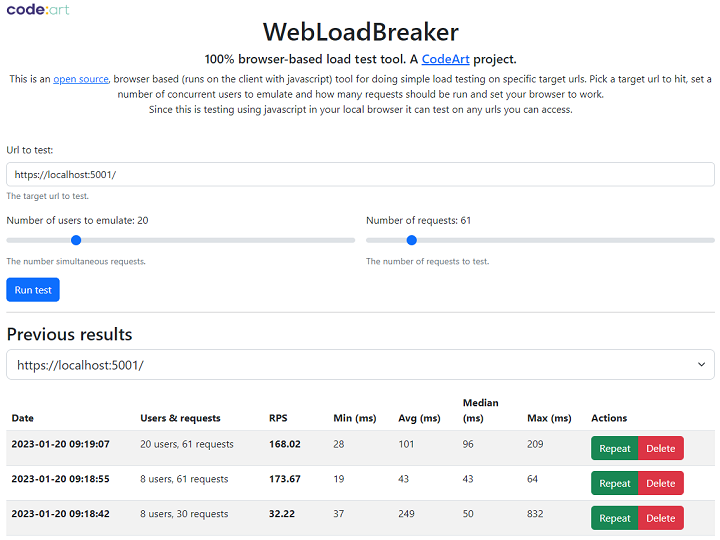 code:art
WebLoadBreaker
100% browser-based load test tool. A CodeArt project.
This is an open source, browser based (runs on the client with javascript) tool for doing simple load testing on specific target urls. Pick a target url to hit, set a
number of concurrent users to emulate and how many requests should be run and set your browser to work.
Since this is testing using javascript in your local browser it can test on any urls you can access.
Url to test:
https://localhost:5001/
The target url to test.
Number of users to emulate: 20 Number of requests: 61
The number simultaneous requests. The number of requests to test.
Run test
Previous results
https://localhost:5001/
Date Users & requests RPS Min (ms) Avg (ms) Median (ms) Max (ms) Actions
2023-01-20 09:19:07 20 users, 61 requests 168.02 28 101 96 209 Repeat Delete
2023-01-20 09:18:55 8 users, 61 requests 173.67 19 43 43 64 Repeat Delete
2023-01-20 09:18:42 8 users, 30 requests 32.22 37 249 50 832 Repeat Delete